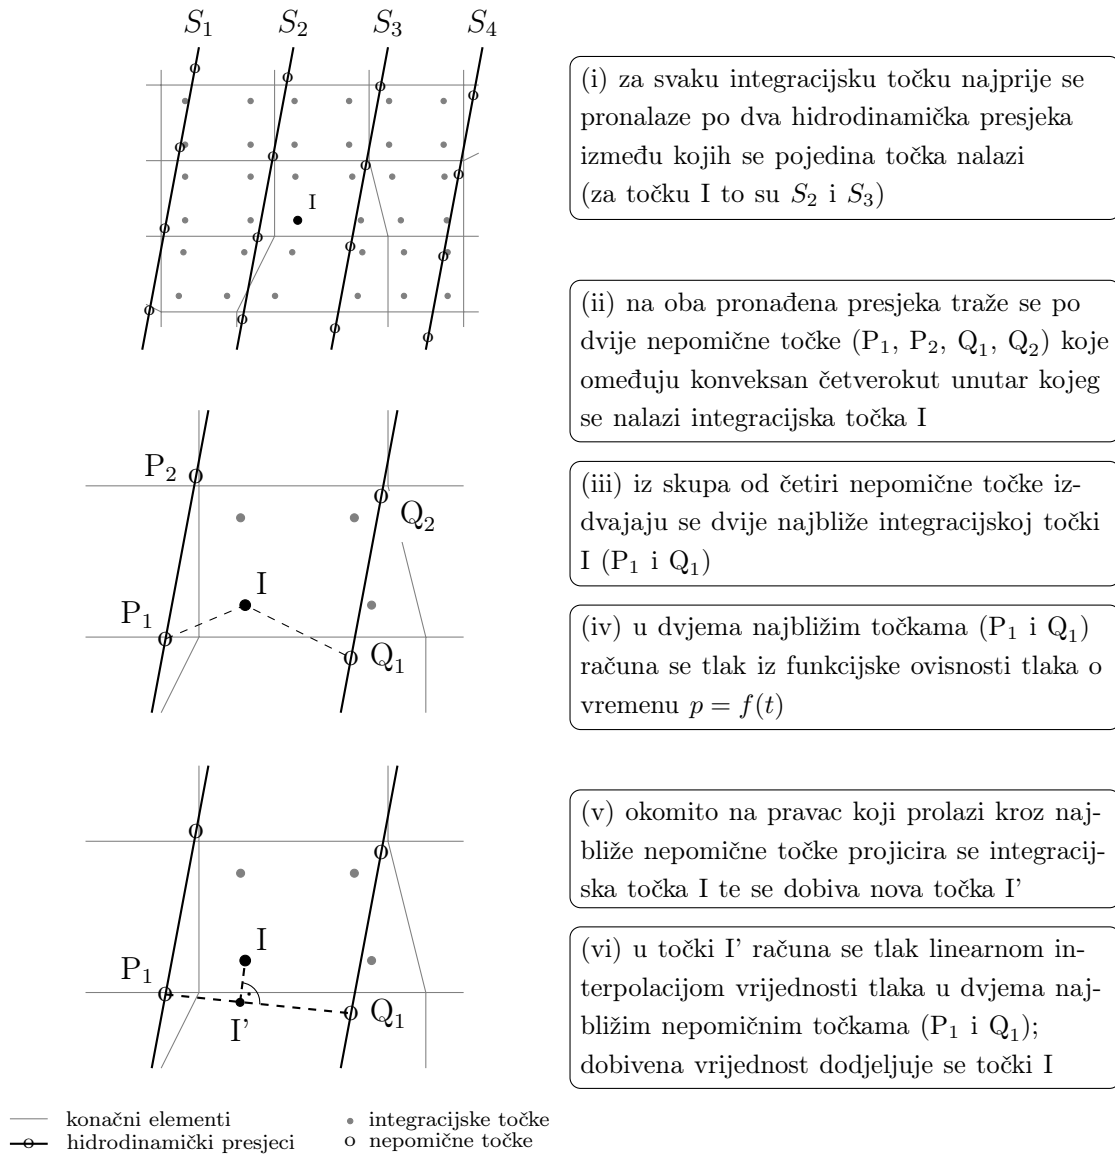 S1 S2 S3 S4
I
(i) za svaku integracijsku točku najprije se
pronalaze po dva hidrodinamička presjeka
između kojih se pojedina točka nalazi
(za točku I to su S2 i S3)
(ii) na oba pronađena presjeka traže se po
dvije nepomične točke (P1, P2, Q1, Q2) koje
omeđuju konveksan četverokut unutar kojeg
se nalazi integracijska točka I
P2
Q2
I
P1
Q1
(iii) iz skupa od četiri nepomične točke iz-
dvajaju se dvije najbliže integracijskoj točki
I (P1 i Q1)
(iv) u dvjema najbližim točkama (P1 i Q1)
računa se tlak iz funkcijske ovisnosti tlaka o
vremenu p = f(t)
I
P1
I'
Q1
(v) okomito na pravac koji prolazi kroz naj-
bliže nepomične točke projicira se integracij-
ska točka I te se dobiva nova točka I'
(vi) u točki I' računa se tlak linearnom in-
terpolacijom vrijednosti tlaka u dvjema naj-
bližim nepomičnim točkama (P1 i Q1);
dobivena vrijednost dodjeljuje se točki I
konačni elementi
hidrodinamički presjeci
integracijske točke
nepomične točke